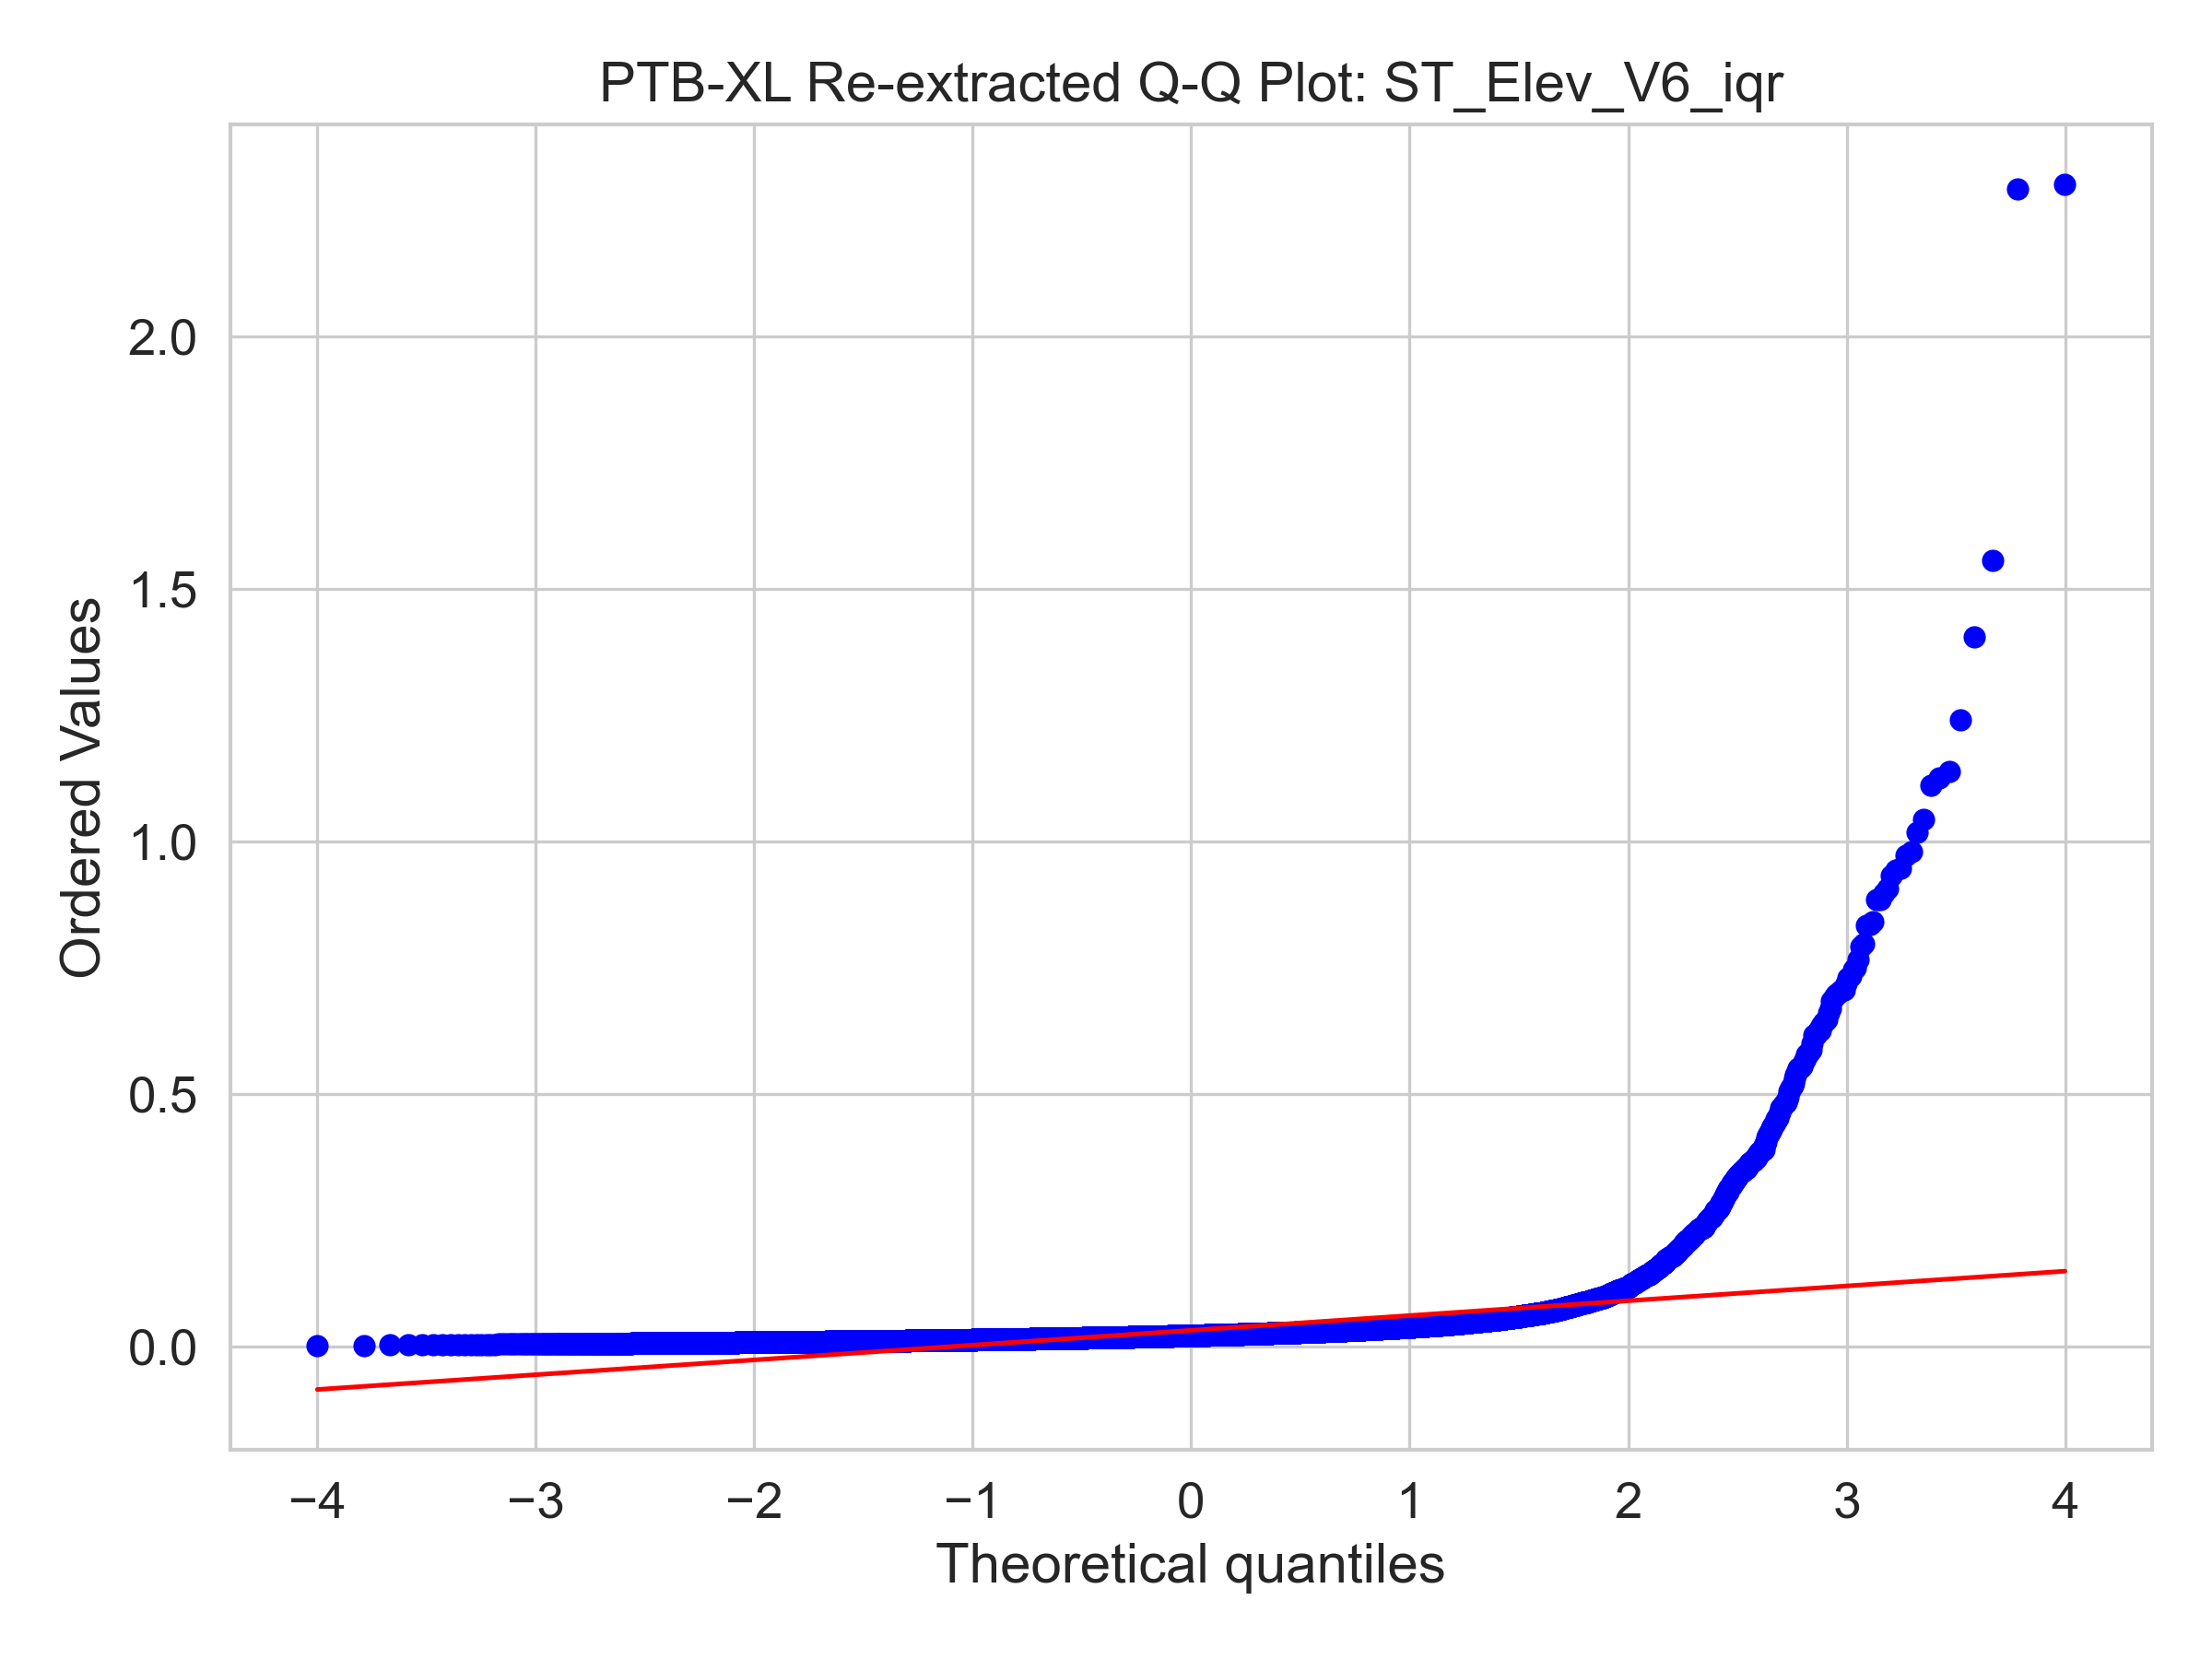 PTB-XL Re-extracted Q-Q Plot: ST_Elev_V6_iqr
Ordered Values
2.0
1.5
1.0
0.5
0.0
−4 −3 −2 −1 0 1 2 3 4
Theoretical quantiles